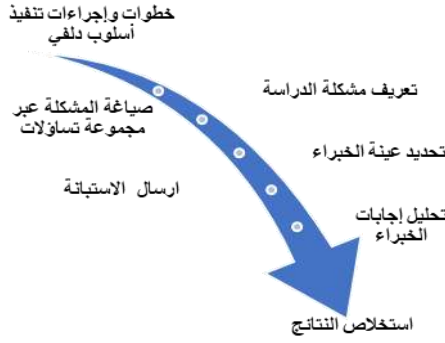 خطوات وإجراءات تنفيذ
أسلوب دلفي
تعريف مشكلة الدراسة
صياغة المشكلة عبر
مجموعة تساؤلات
تحديد عينة الخبراء
ارسال الاستبانة
تحليل إجابات
الخبراء
استخلاص النتائج